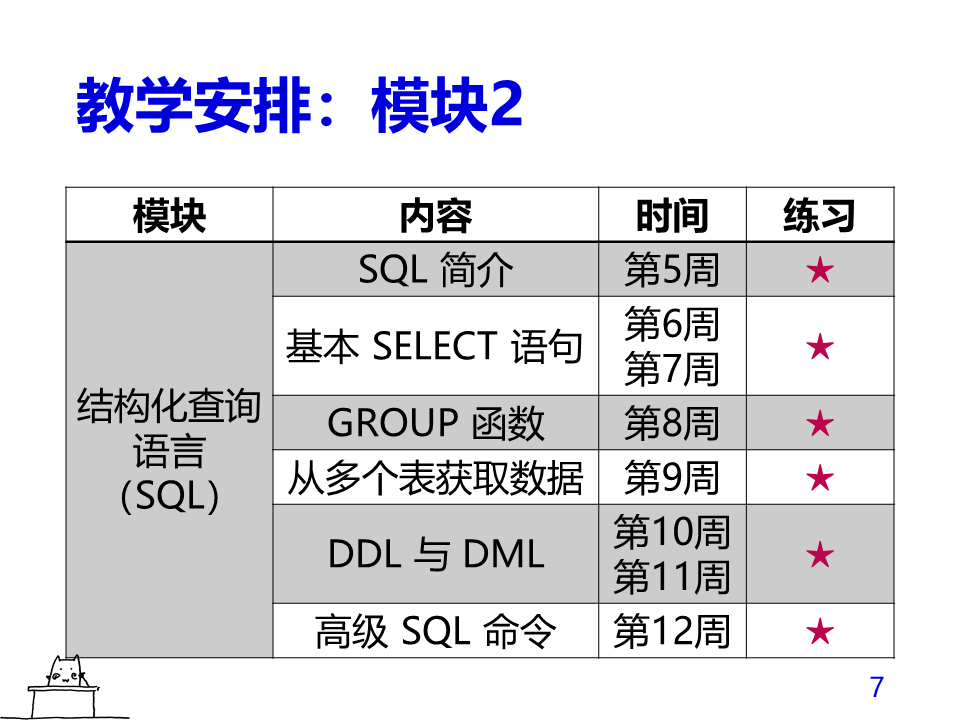 教学安排：模块2
模块 内容 时间 练习
结构化查询
语言
（SQL）
SQL 简介 第5周 ★
基本 SELECT 语句 第6周
第7周 ★
GROUP 函数 第8周 ★
从多个表获取数据 第9周 ★
DDL 与 DML 第10周
第11周 ★
高级 SQL 命令 第12周 ★
7